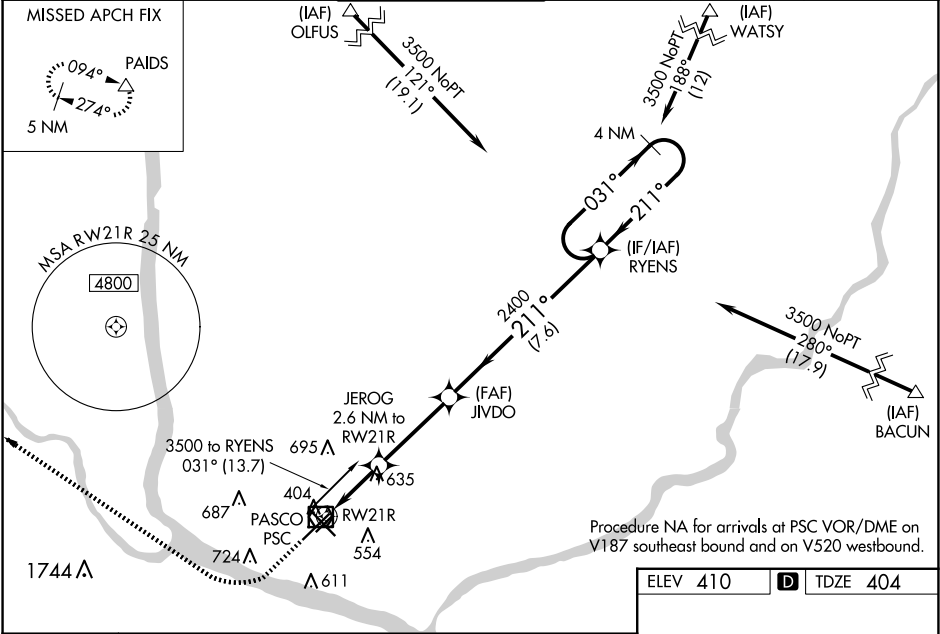 MISSED APCH FIX
PAIDS
094°
274°
5 NM
(IAF)
OLFUS
3500 NoPT
121°
(19.1)
(IAF)
WATSY
3500 NoPT
188°
(12)
4 NM
031°
211°
(IF/IAF)
RYENS
MSA RW21R 25 NM
4800
2400
211°
(7.6)
3500 NoPT
280°
(17.9)
(IAF)
BACUN
(FAF)
JIVDO
JEROG
2.6 NM to
RW21R
3500 to RYENS
031° (13.7)
695
635
404
687
PASCO
PSC
RW21R
554
724
611
1744
Procedure NA for arrivals at PSC VOR/DME on
V187 southeast bound and on V520 westbound.
ELEV 410 D TDZE 404